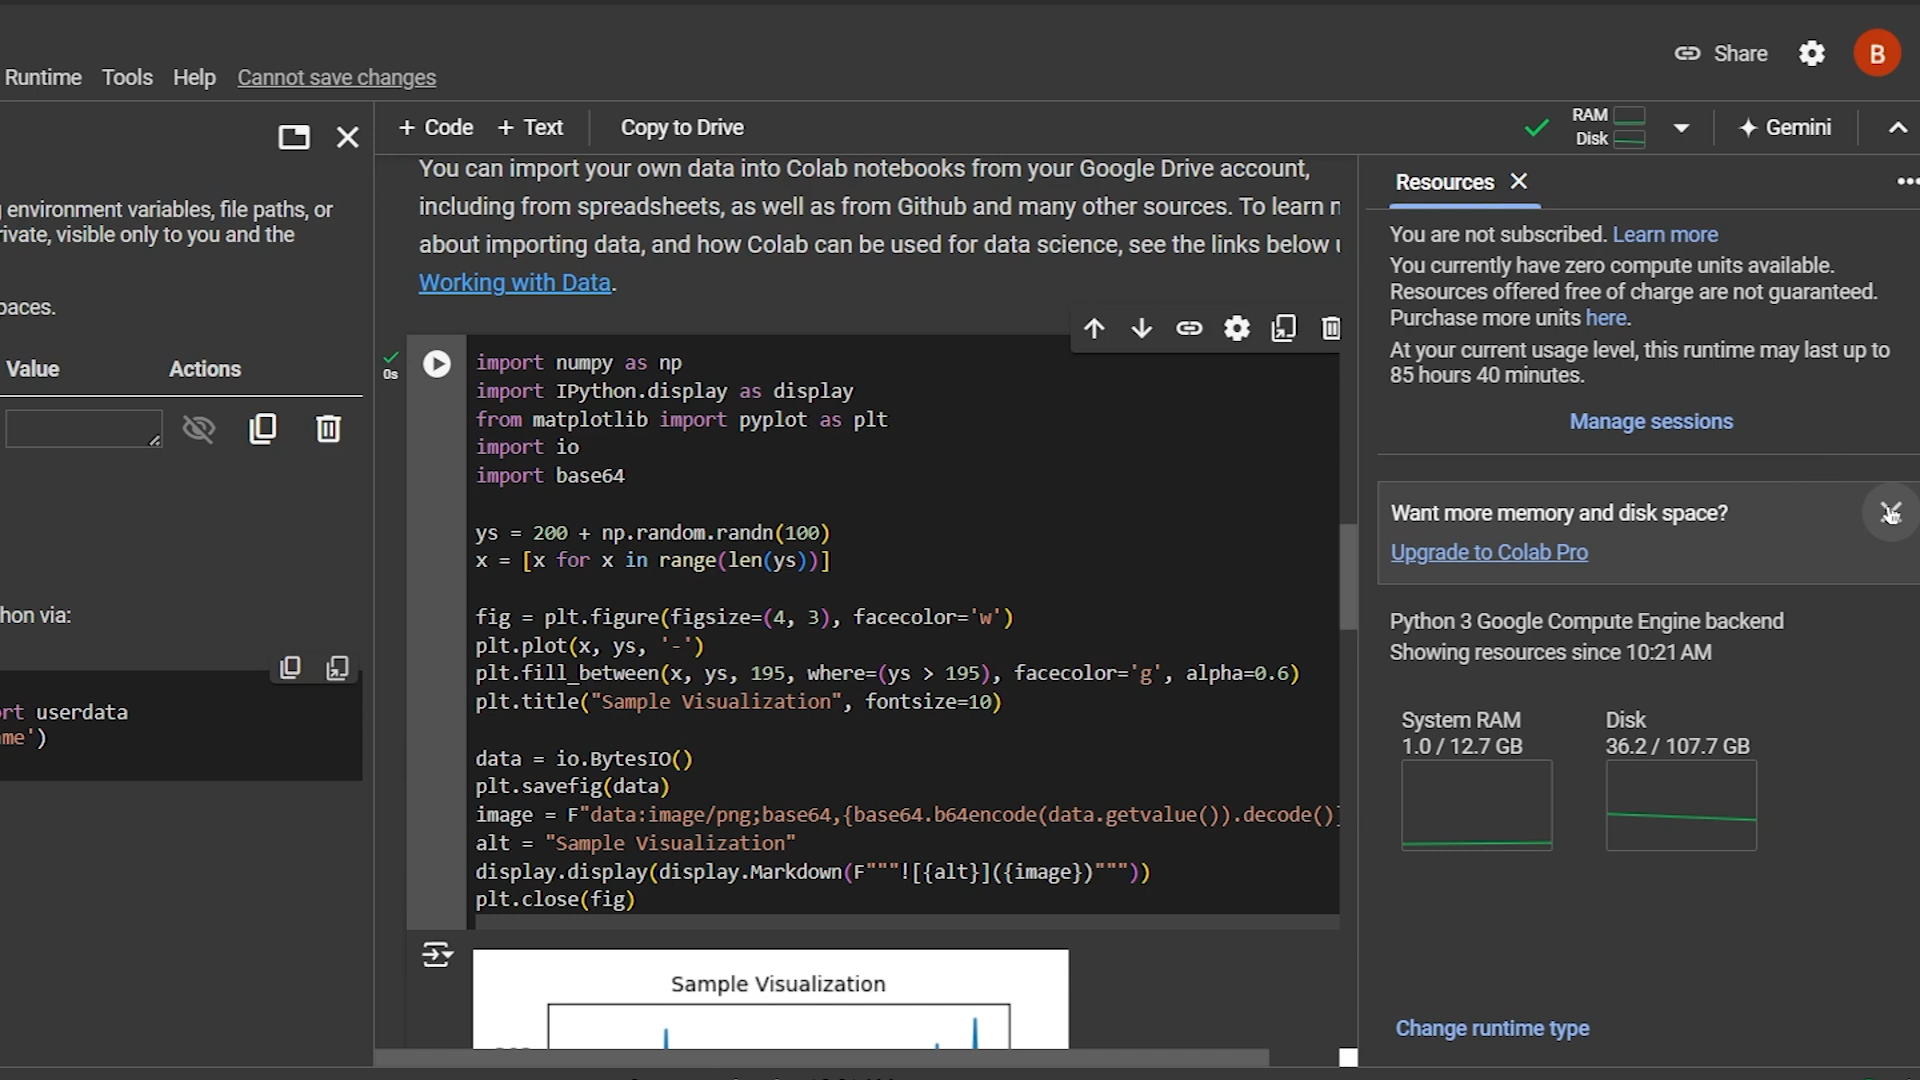 Share
B
Runtime Tools Help Cannot save changes
+ Code + Text Copy to Drive
RAM
Disk
Gemini
environment variables, file paths, or
ivate, visible only to you and the
paces.
Value Actions
hon via:
rt userdata
me')
You can import your own data into Colab notebooks from your Google Drive account,
including from spreadsheets, as well as from Github and many other sources. To learn
about importing data, and how Colab can be used for data science, see the links below
Working with Data.
0s
import numpy as np
import IPython.display as display
from matplotlib import pyplot as plt
import io
import base64
ys = 200 + np.random.randn(100)
x = [x for x in range(len(ys))]
fig = plt.figure(figsize=(4, 3), facecolor='w')
plt.plot(x, ys, '-')
plt.fill_between(x, ys, 195, where=(ys > 195), facecolor='g', alpha=0.6)
plt.title("Sample Visualization", fontsize=10)
data = io.BytesIO()
plt.savefig(data)
image = F"data:image/png;base64,{base64.b64encode(data.getvalue()).decode()}
alt = "Sample Visualization"
display.display(display.Markdown(F"""![{alt}]({image})"""))
plt.close(fig)
Sample Visualization
Resources
You are not subscribed. Learn more
You currently have zero compute units available.
Resources offered free of charge are not guaranteed.
Purchase more units here.
At your current usage level, this runtime may last up to
85 hours 40 minutes.
Manage sessions
Want more memory and disk space?
Upgrade to Colab Pro
Python 3 Google Compute Engine backend
Showing resources since 10:21 AM
System RAM
1.0 / 12.7 GB
Disk
36.2 / 107.7 GB
Change runtime type